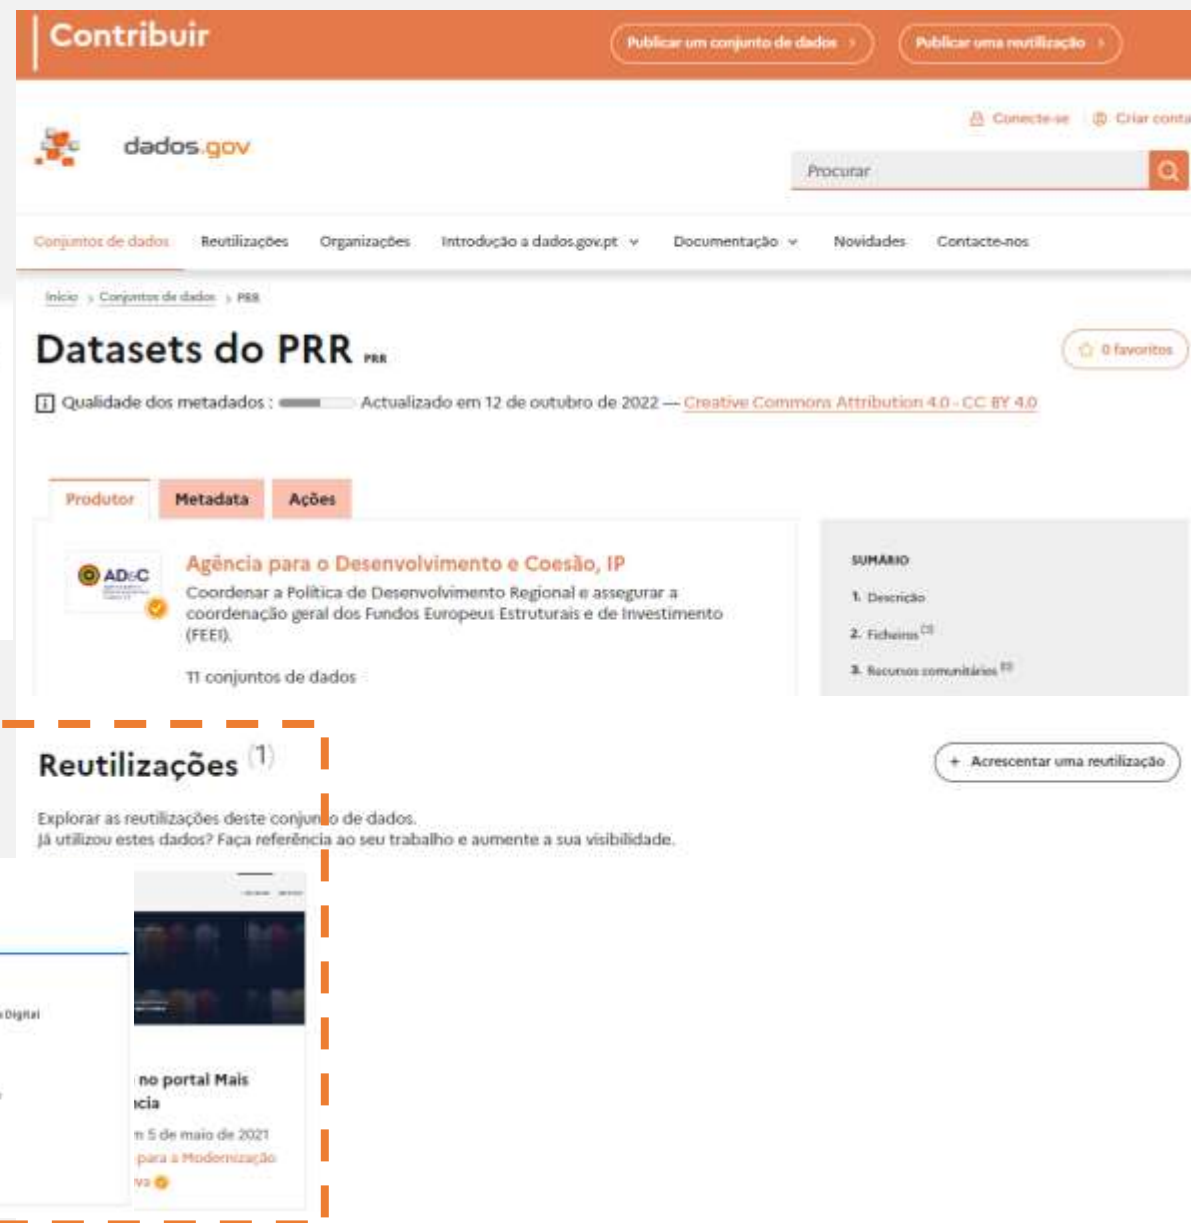 Contribuir
Publicar um conjunto de dados
Publicar uma reutilização
Conecte-se
Criar conta
dados.gov
Procurar
Conjuntos de dados Reutilizações Organizações Introdução a dados.gov.pt Documentação Novidades Contacte-nos
Início Conjuntos de dados PRR
Datasets do PRR PRR
0 favoritos
Qualidade dos metadados : Actualizado em 12 de outubro de 2022 — Creative Commons Attribution 4.0 - CC BY 4.0
Produtor Metadata Ações
AD&C
Agência para o Desenvolvimento e Coesão, IP
Coordenar a Política de Desenvolvimento Regional e assegurar a
coordenação geral dos Fundos Europeus Estruturais e de Investimento
(FEEI).
11 conjuntos de dados
SUMÁRIO
1. Descrição
2. Ficheiros
3. Recursos comunitários
Reutilizações (1)
+ Acrescentar uma reutilização
Explorar as reutilizações deste conjunto de dados.
Já utilizou estes dados? Faça referência ao seu trabalho e aumente a sua visibilidade.
Digital
no portal Mais
ncia
m 5 de maio de 2021
para a Modernização
va